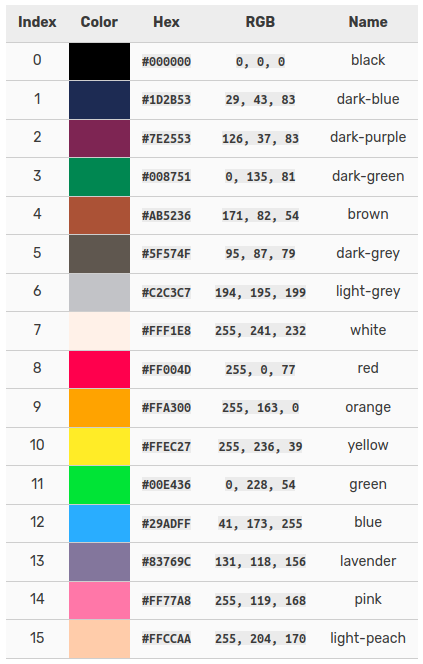 Index Color Hex RGB Name
0 #000000 0, 0, 0 black
1 #1D2B53 29, 43, 83 dark-blue
2 #7E2553 126, 37, 83 dark-purple
3 #008751 0, 135, 81 dark-green
4 #AB5236 171, 82, 54 brown
5 #5F574F 95, 87, 79 dark-grey
6 #C2C3C7 194, 195, 199 light-grey
7 #FFF1E8 255, 241, 232 white
8 #FF004D 255, 0, 77 red
9 #FFA300 255, 163, 0 orange
10 #FFEC27 255, 236, 39 yellow
11 #00E436 0, 228, 54 green
12 #29ADFF 41, 173, 255 blue
13 #83769C 131, 118, 156 lavender
14 #FF77A8 255, 119, 168 pink
15 #FFCCAA 255, 204, 170 light-peach